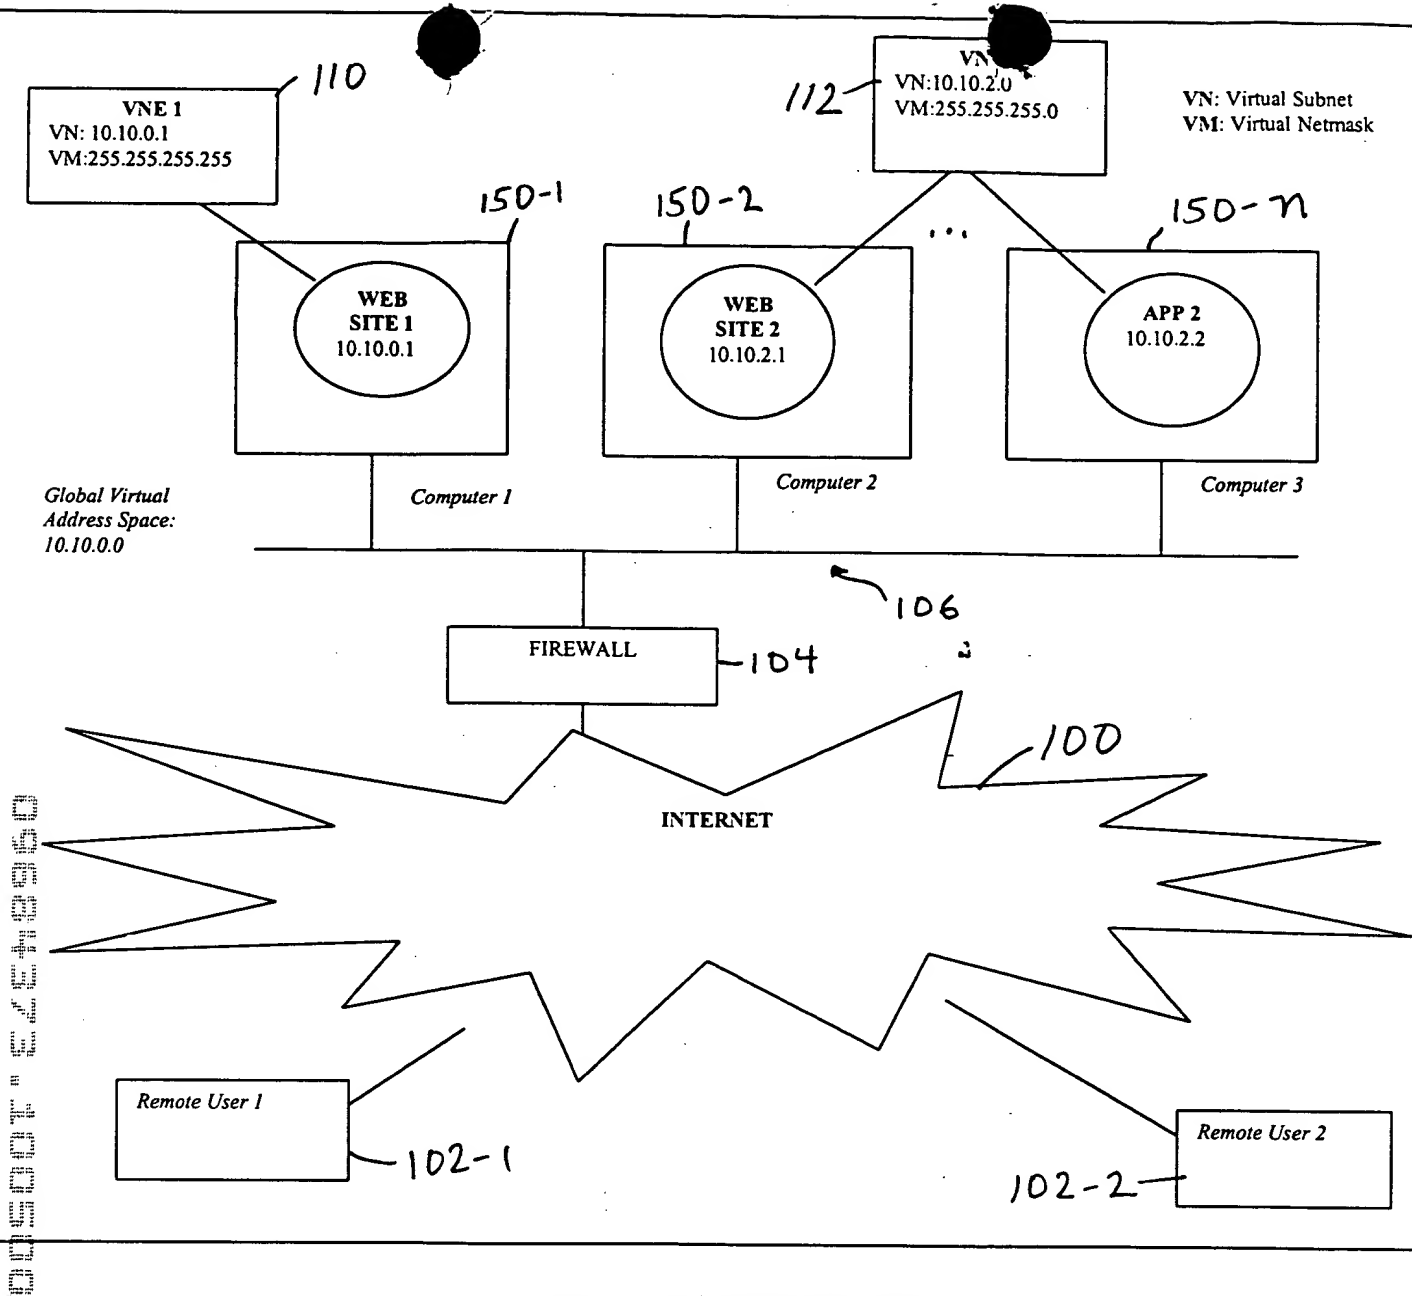 110
VNE 1
VN: 10.10.0.1
VM:255.255.255.255
112
VN:10.10.2.0
VM:255.255.255.0
VN: Virtual Subnet
VM: Virtual Netmask
150-1
150-2
...
150-n
WEB
SITE 1
10.10.0.1
WEB
SITE 2
10.10.2.1
APP 2
10.10.2.2
Global Virtual
Address Space:
10.10.0.0
Computer 1
Computer 2
Computer 3
106
FIREWALL
104
100
INTERNET
Remote User 1
102-1
Remote User 2
102-2